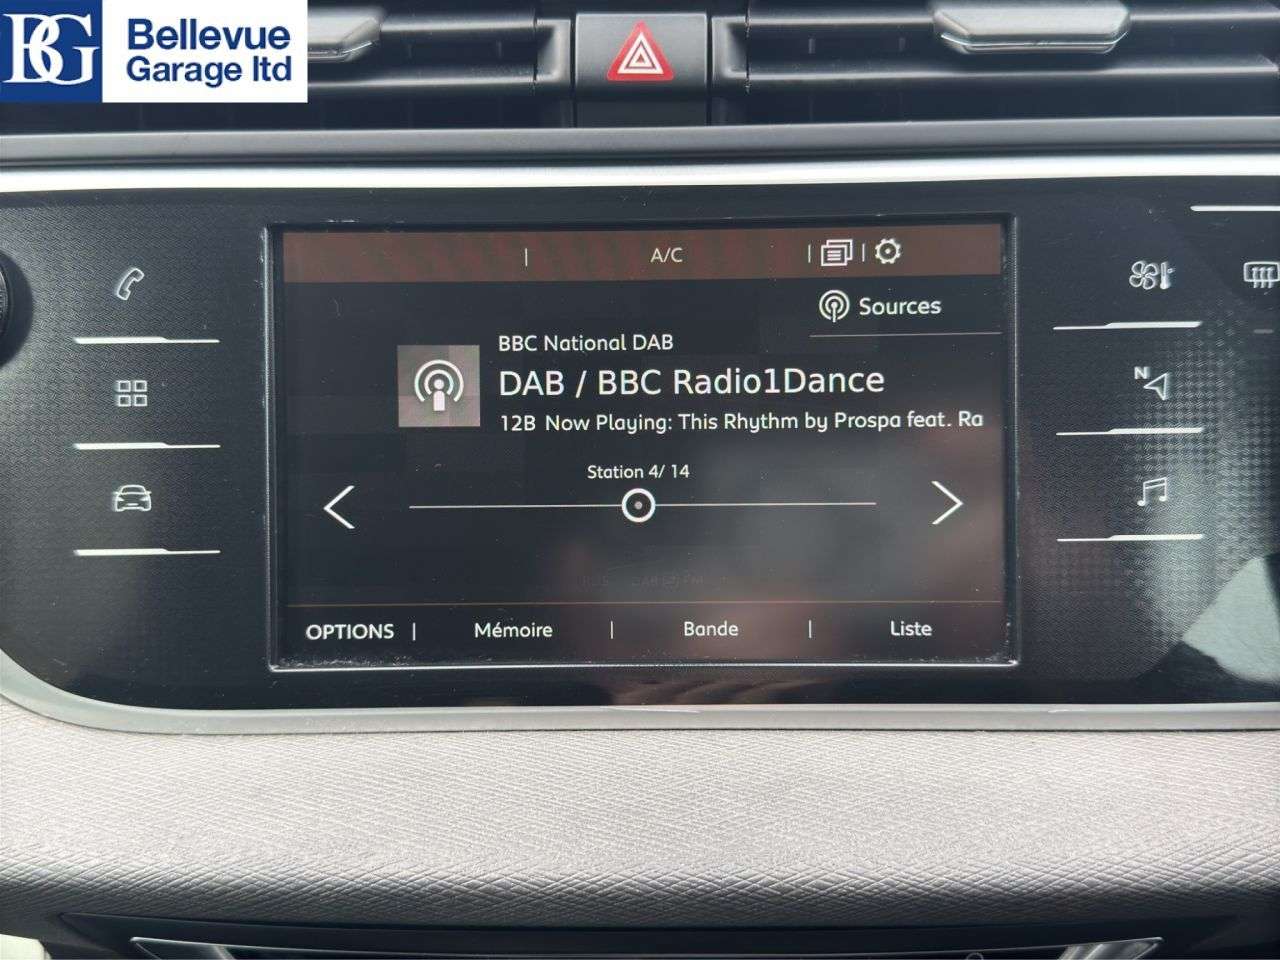 BG
Bellevue
Garage ltd
A/C
Sources
BBC National DAB
DAB / BBC Radio1Dance
12B Now Playing: This Rhythm by Prospa feat. Ra
Station 4/ 14
N
OPTIONS | Mémoire | Bande | Liste